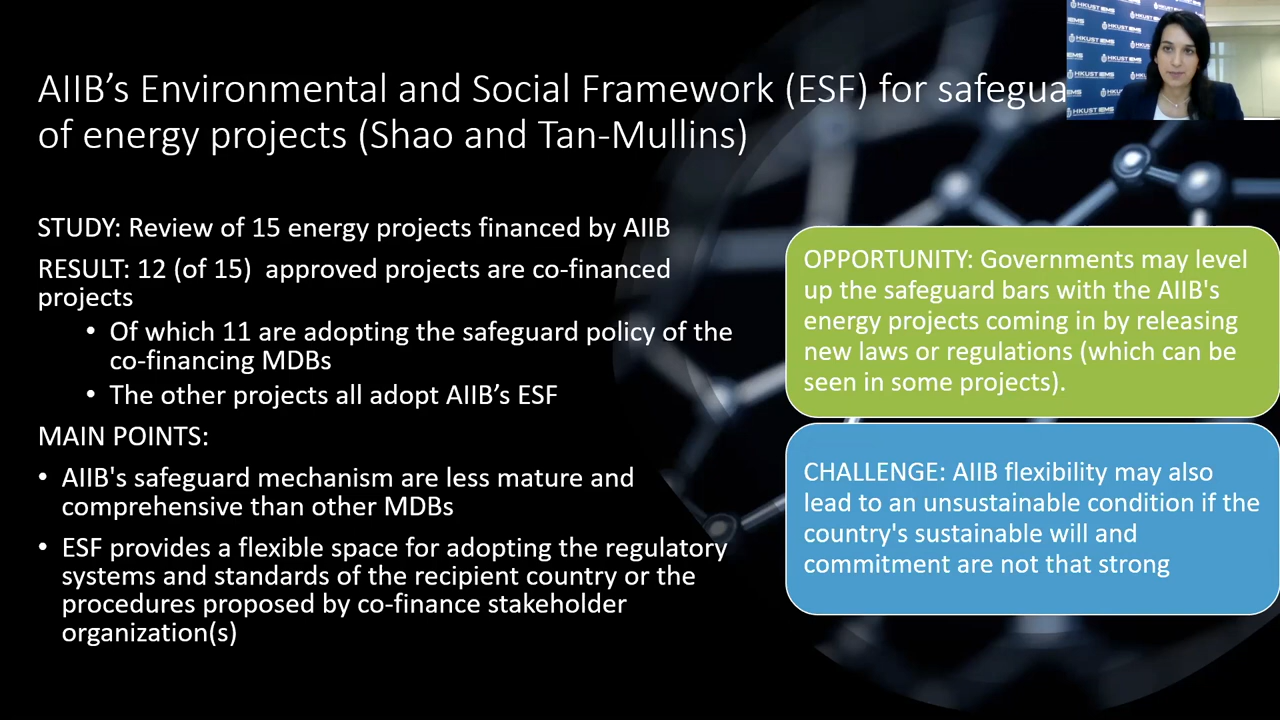 AIIB’s Environmental and Social Framework (ESF) for
of energy projects (Shao and Tan-Mullins)
STUDY: Review of 15 energy projects financed by AIIB
RESULT: 12 (of 15) approved projects are co-financed
projects
• Of which 11 are adopting the safeguard policy of the
co-financing MDBs
• The other projects all adopt AIIB’s ESF
MAIN POINTS:
• AIIB's safeguard mechanism are less mature and
comprehensive than other MDBs
• ESF provides a flexible space for adopting the regulatory
systems and standards of the recipient country or the
procedures proposed by co-finance stakeholder
organization(s)
OPPORTUNITY: Governments may level
up the safeguard bars with the AIIB's
energy projects coming in by releasing
new laws or regulations (which can be
seen in some projects).
CHALLENGE: AIIB flexibility may also
lead to an unsustainable condition if the
country's sustainable will and
commitment are not that strong
HKUST IEMS